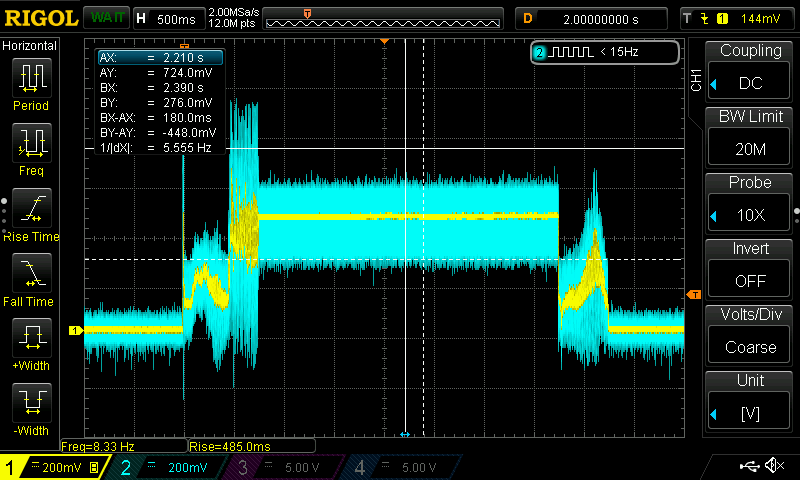 RIGOL WAIT H 500ms 2.00MSa/s 12.0M pts T D 2.00000000 s T 1 144mV
Horizontal
Period
Freq
Rise Time
Fall Time
+Width
-Width
T
AX: = 2.210 s
AY: = 724.0mV
BX: = 2.390 s
BY: = 276.0mV
BX-AX: = 180.0ms
BY-AY: = -448.0mV
1/|dX|: = 5.555 Hz
2 < 15Hz
1
T
CH1
Coupling
DC
BW Limit
20M
Probe
10X
Invert
OFF
Volts/Div
Coarse
Unit
[V]
Freq=8.33 Hz Rise=485.0ms
1 200mV B 2 200mV 3 5.00 V 4 5.00 V